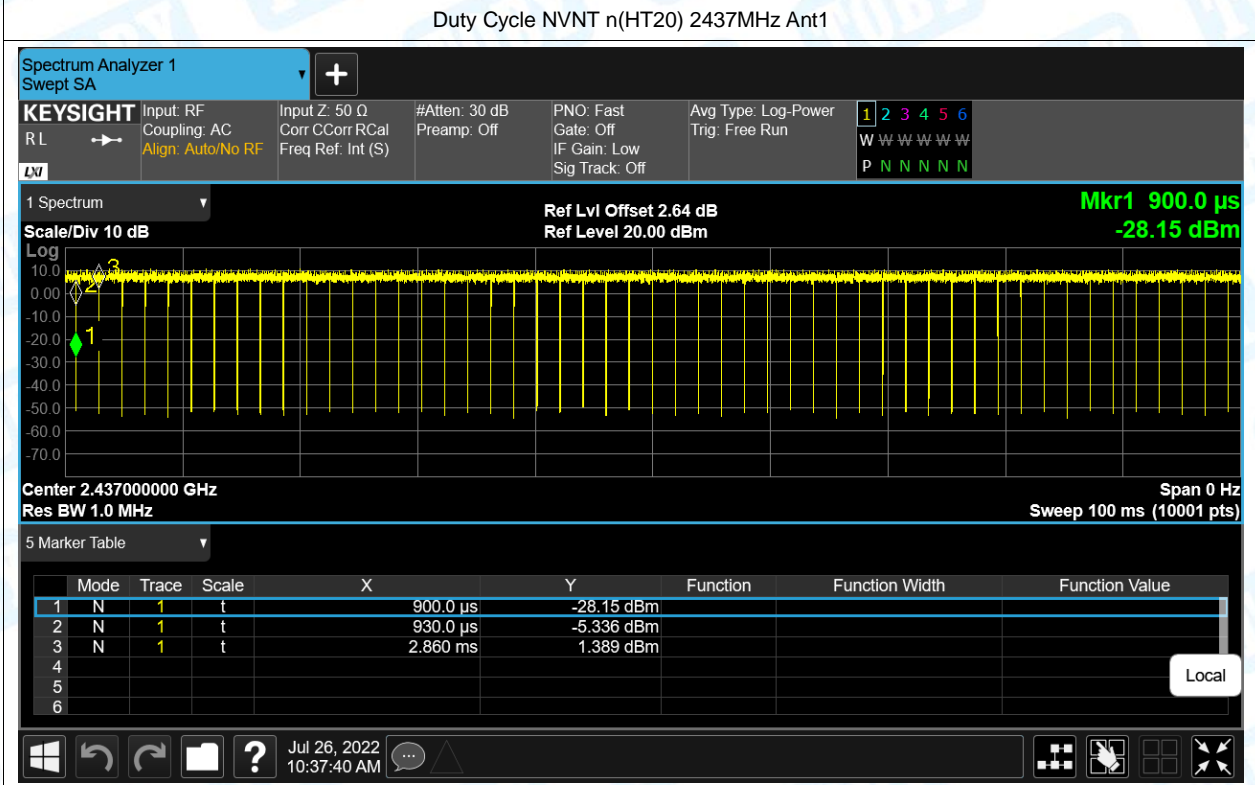 Duty Cycle NVNT n(HT20) 2437MHz Ant1
Spectrum Analyzer 1
Swept SA
KEYSIGHT
RL
LXI
Input: RF
Coupling: AC
Align: Auto/No RF
Input Z: 50 Ω
Corr CCorr RCal
Freq Ref: Int (S)
#Atten: 30 dB
Preamp: Off
PNO: Fast
Gate: Off
IF Gain: Low
Sig Track: Off
Avg Type: Log-Power
Trig: Free Run
1 2 3 4 5 6
W W W W W W
P N N N N N
1 Spectrum
Scale/Div 10 dB
Ref Lvl Offset 2.64 dB
Ref Level 20.00 dBm
Mkr1 900.0 µs
-28.15 dBm
Log
10.0
0.00
-10.0
-20.0
-30.0
-40.0
-50.0
-60.0
-70.0
3
2
1
Center 2.437000000 GHz
Res BW 1.0 MHz
Span 0 Hz
Sweep 100 ms (10001 pts)
5 Marker Table
Mode Trace Scale X Y Function Function Width Function Value
1 N 1 t 900.0 µs -28.15 dBm
2 N 1 t 930.0 µs -5.336 dBm
3 N 1 t 2.860 ms 1.389 dBm
4
5
6
Local
?
Jul 26, 2022
10:37:40 AM